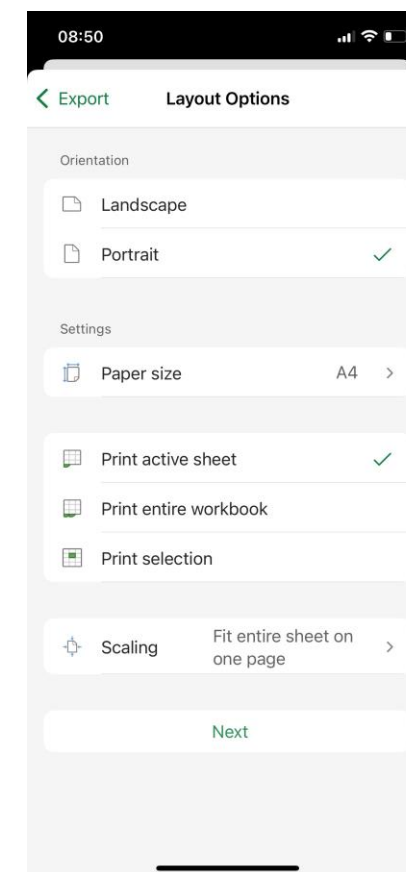 08:50
Export
Layout Options
Orientation
Landscape
Portrait
Settings
Paper size
A4
Print active sheet
Print entire workbook
Print selection
Scaling
Fit entire sheet on
one page
Next